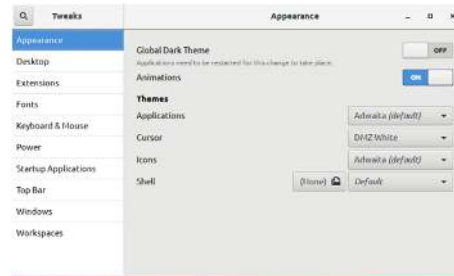 Tweaks
Appearance
Appearance
Desktop
Extensions
Fonts
Keyboard & Mouse
Power
Startup Applications
Top Bar
Windows
Workspaces
Global Dark Theme OFF
Applications need to be restarted for this change to take place.
Animations ON
Themes
Applications Adwaita (default)
Cursor DMZ White
Icons Adwaita (default)
Shell (None) Default